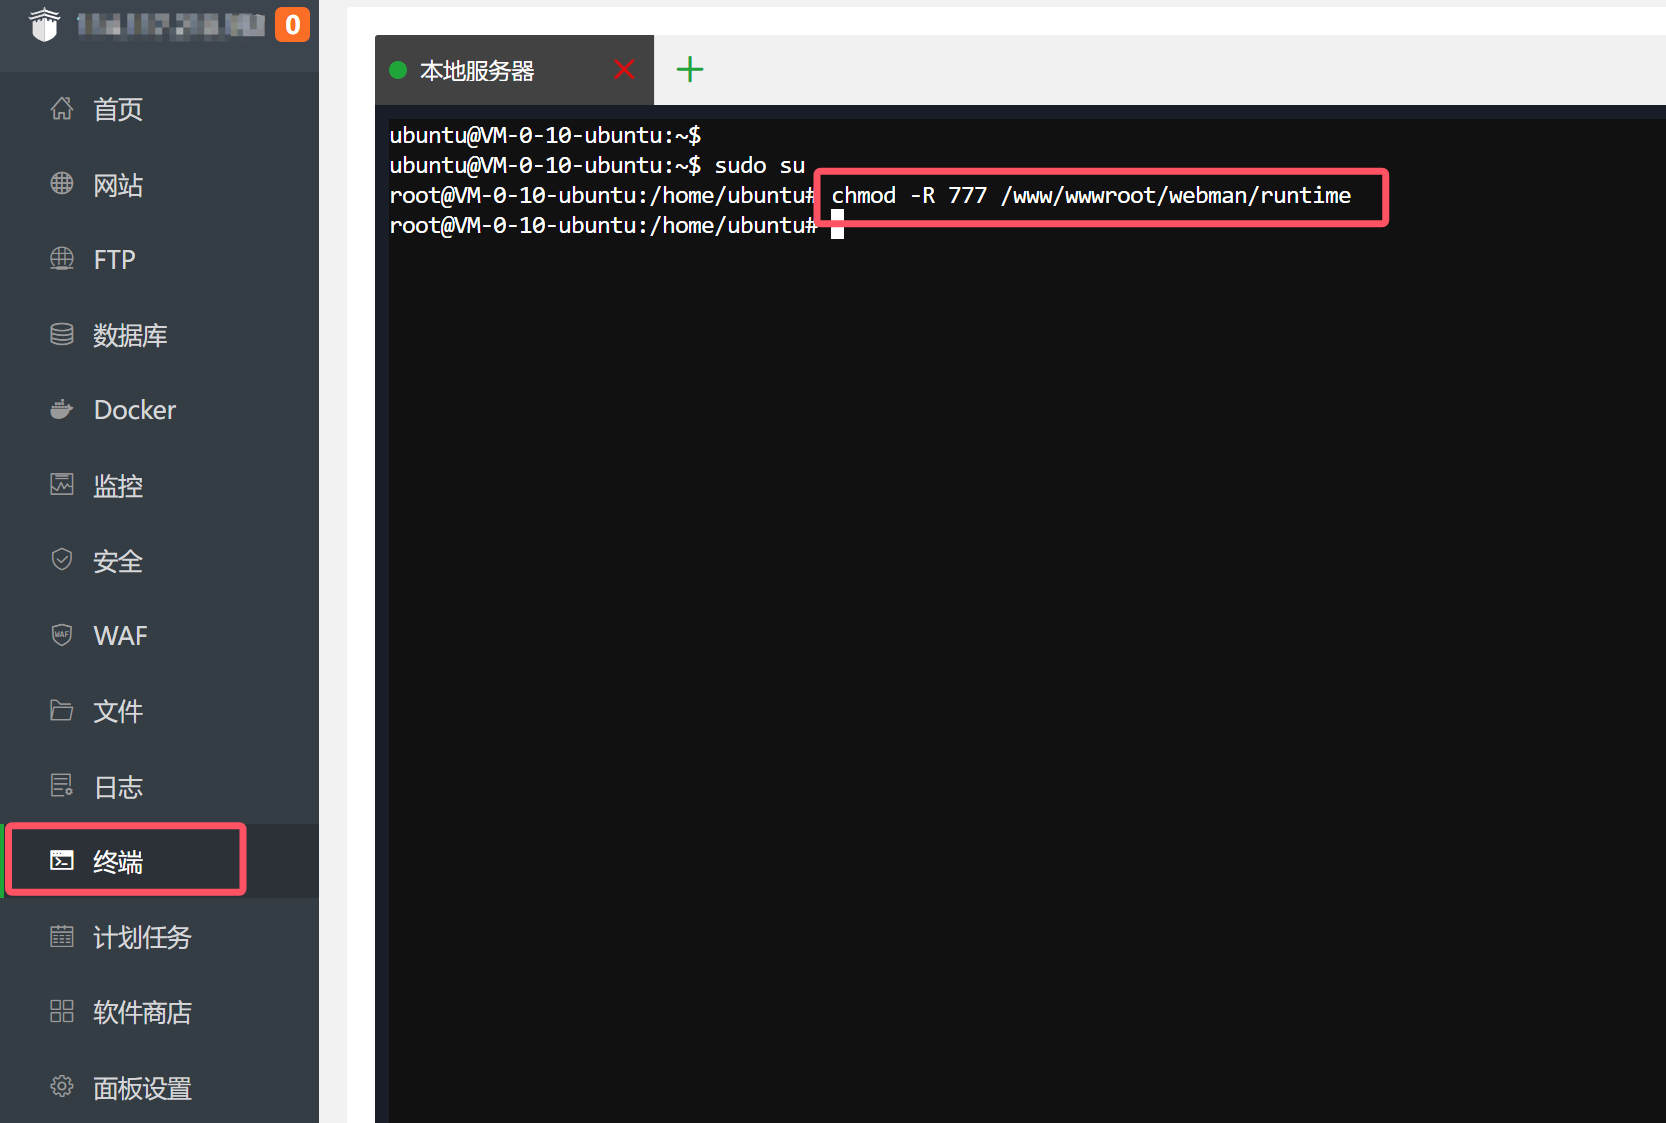 0
首页
网站
FTP
数据库
Docker
监控
安全
WAF
文件
日志
终端
计划任务
软件商店
面板设置
本地服务器
ubuntu@VM-0-10-ubuntu:~$
ubuntu@VM-0-10-ubuntu:~$ sudo su
root@VM-0-10-ubuntu:/home/ubuntu# chmod -R 777 /www/wwwroot/webman/runtime
root@VM-0-10-ubuntu:/home/ubuntu#